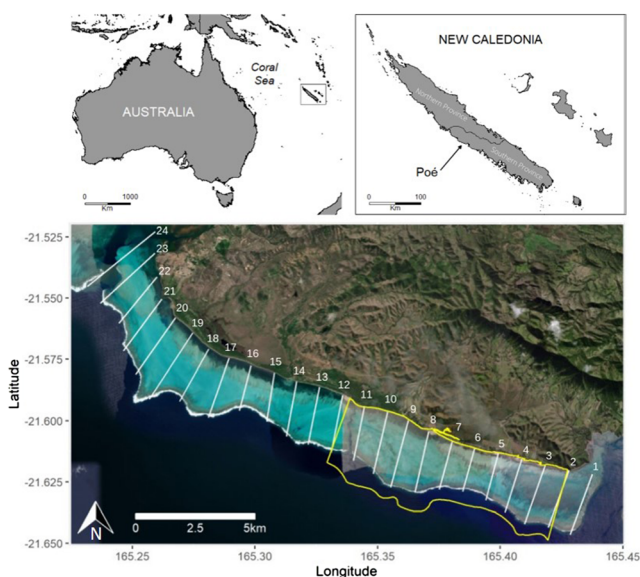 Coral
Sea
AUSTRALIA
0 1000
Km
NEW CALEDONIA
Northern Province
Southern Province
Poé
0 100
Km
Latitude
-21.525
-21.550
-21.575
-21.600
-21.625
-21.650
24
23
22
21
20
19
18
17
16
15
14
13
12
11
10
9
8
7
6
5
4
3
2
1
N
0 2.5 5km
165.25 165.30 165.35 165.40 165.45
Longitude